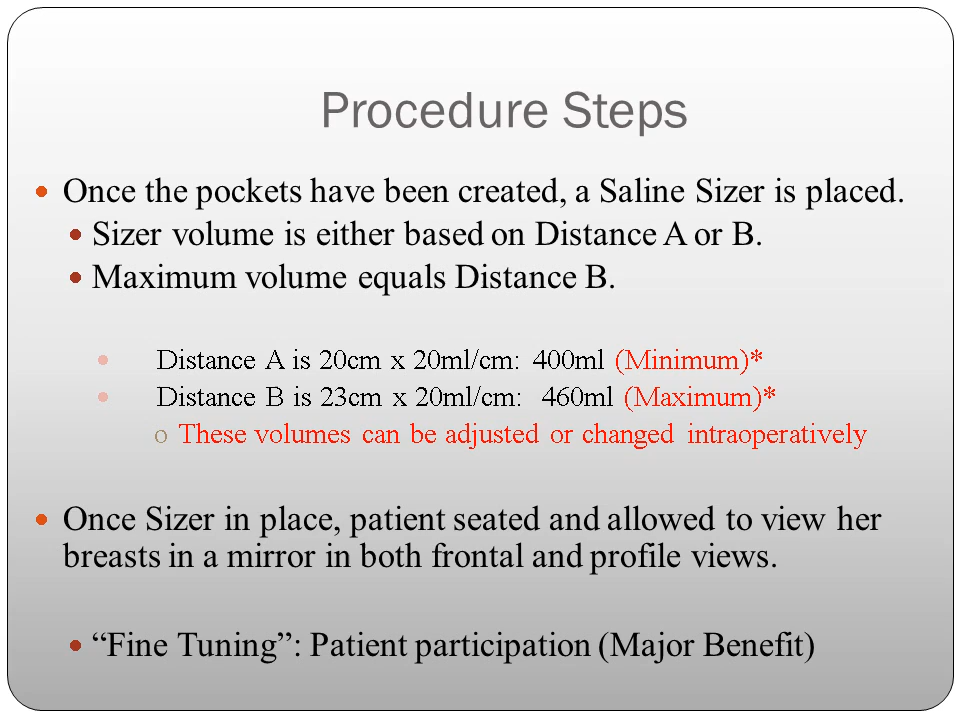 Procedure Steps
Once the pockets have been created, a Saline Sizer is placed.
Sizer volume is either based on Distance A or B.
Maximum volume equals Distance B.
Distance A is 20cm x 20ml/cm: 400ml (Minimum)*
Distance B is 23cm x 20ml/cm: 460ml (Maximum)*
o These volumes can be adjusted or changed intraoperatively
Once Sizer in place, patient seated and allowed to view her
breasts in a mirror in both frontal and profile views.
“Fine Tuning”: Patient participation (Major Benefit)